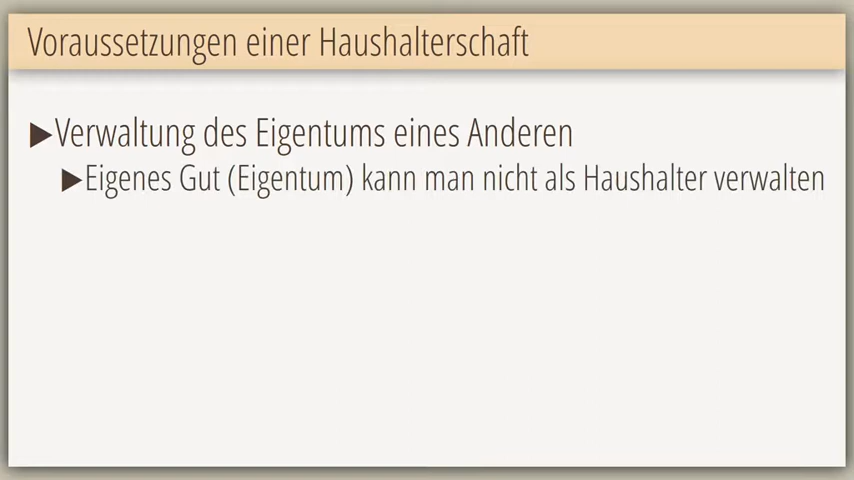 Voraussetzungen einer Haushalterschaft
▶Verwaltung des Eigentums eines Anderen
▶Eigenes Gut (Eigentum) kann man nicht als Haushalter verwalten